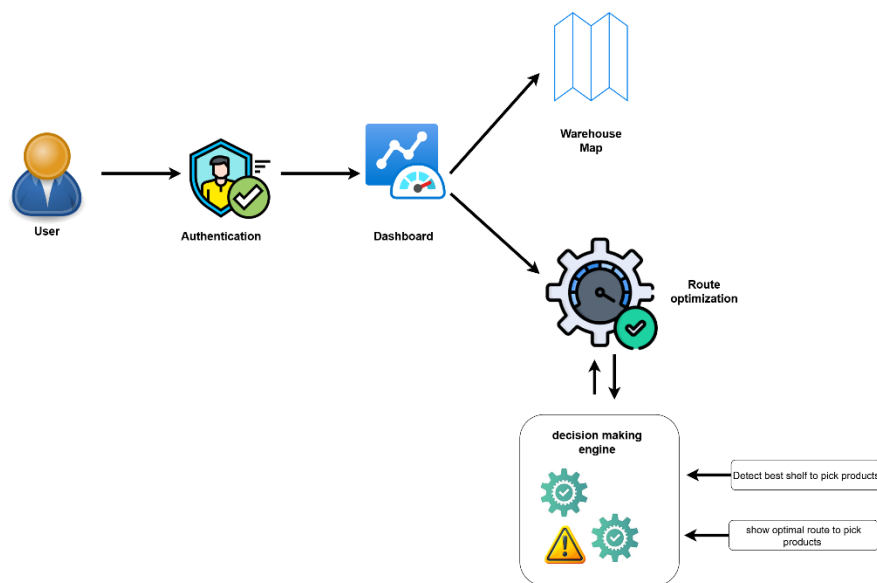 Warehouse
Map
User
Authentication
Dashboard
Route
optimization
decision making
engine
Detect best shelf to pick products
show optimal route to pick
products